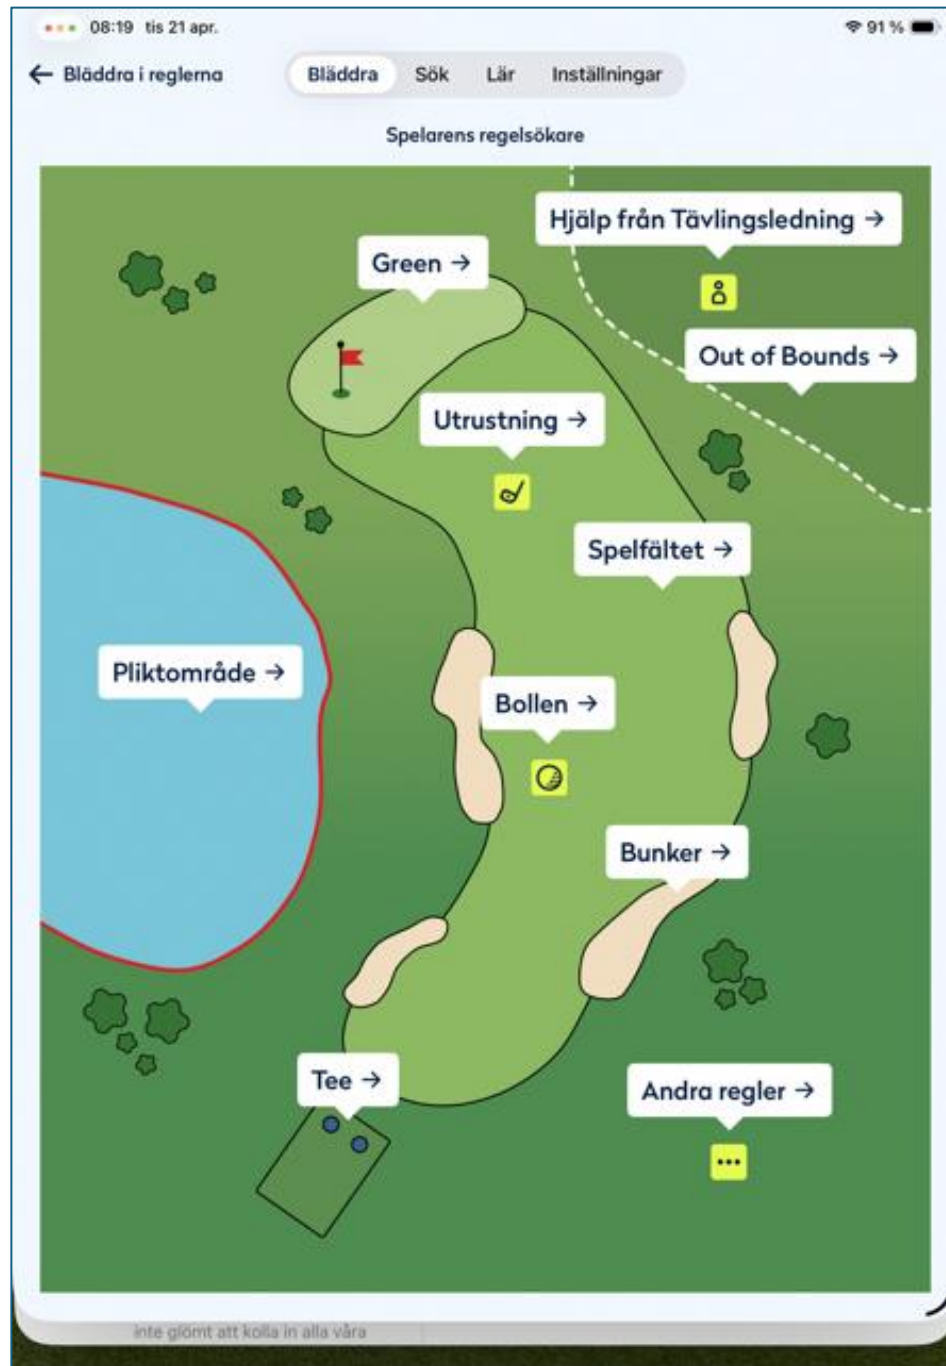 08:19 tis 21 apr.
91 %
← Bläddra i reglerna
Bläddra Sök Lär Inställningar
Spelarens regelsökare
Hjälp från Tävlingsledning →
Green →
Out of Bounds →
Utrustning →
Spelfältet →
Pliktområde →
Bollen →
Bunker →
Tee →
Andra regler →
inte glömt att kolla in alla våra